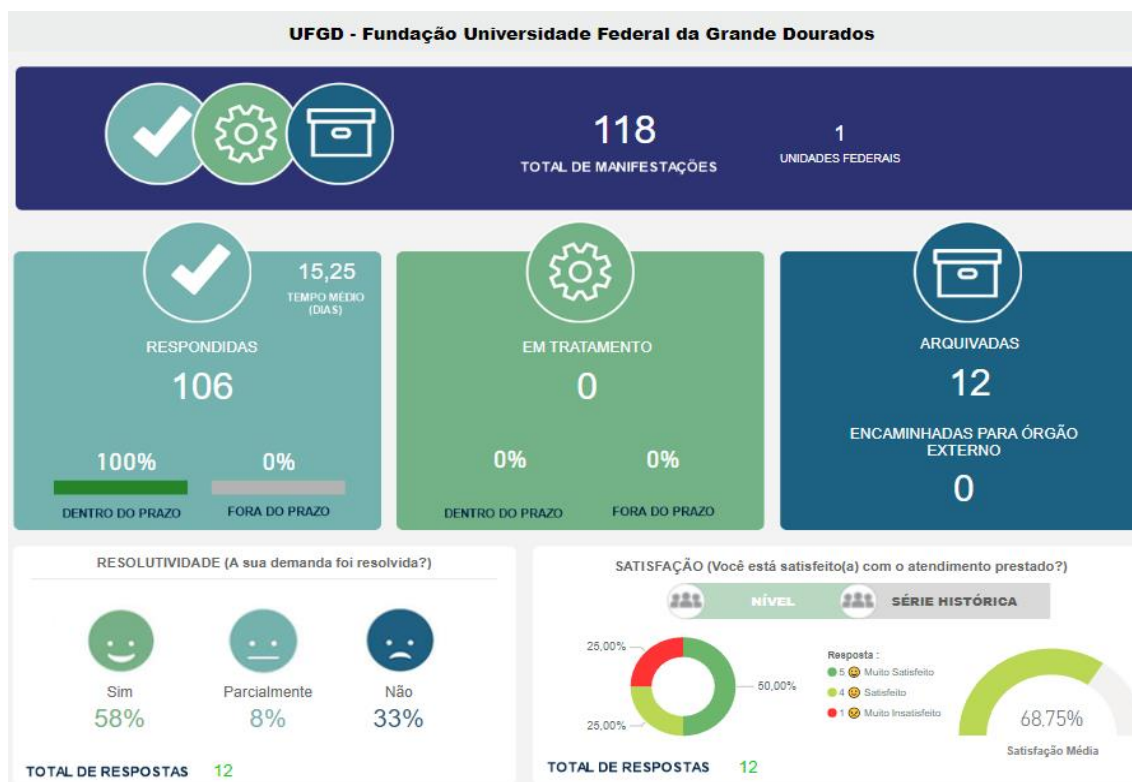 UFGD - Fundação Universidade Federal da Grande Dourados
118
TOTAL DE MANIFESTAÇÕES
1
UNIDADES FEDERAIS
15,25
TEMPO MÉDIO
(DIAS)
RESPONDIDAS
106
100%
0%
DENTRO DO PRAZO
FORA DO PRAZO
EM TRATAMENTO
0
0%
0%
DENTRO DO PRAZO
FORA DO PRAZO
ARQUIVADAS
12
ENCAMINHADAS PARA ÓRGÃO
EXTERNO
0
RESOLUTIVIDADE (A sua demanda foi resolvida?)
Sim
58%
Parcialmente
8%
Não
33%
TOTAL DE RESPOSTAS 12
SATISFAÇÃO (Você está satisfeito(a) com o atendimento prestado?)
NÍVEL
SÉRIE HISTÓRICA
25,00%
50,00%
25,00%
Resposta :
5 Muito Satisfeito
4 Satisfeito
1 Muito Insatisfeito
68,75%
Satisfação Média
TOTAL DE RESPOSTAS 12